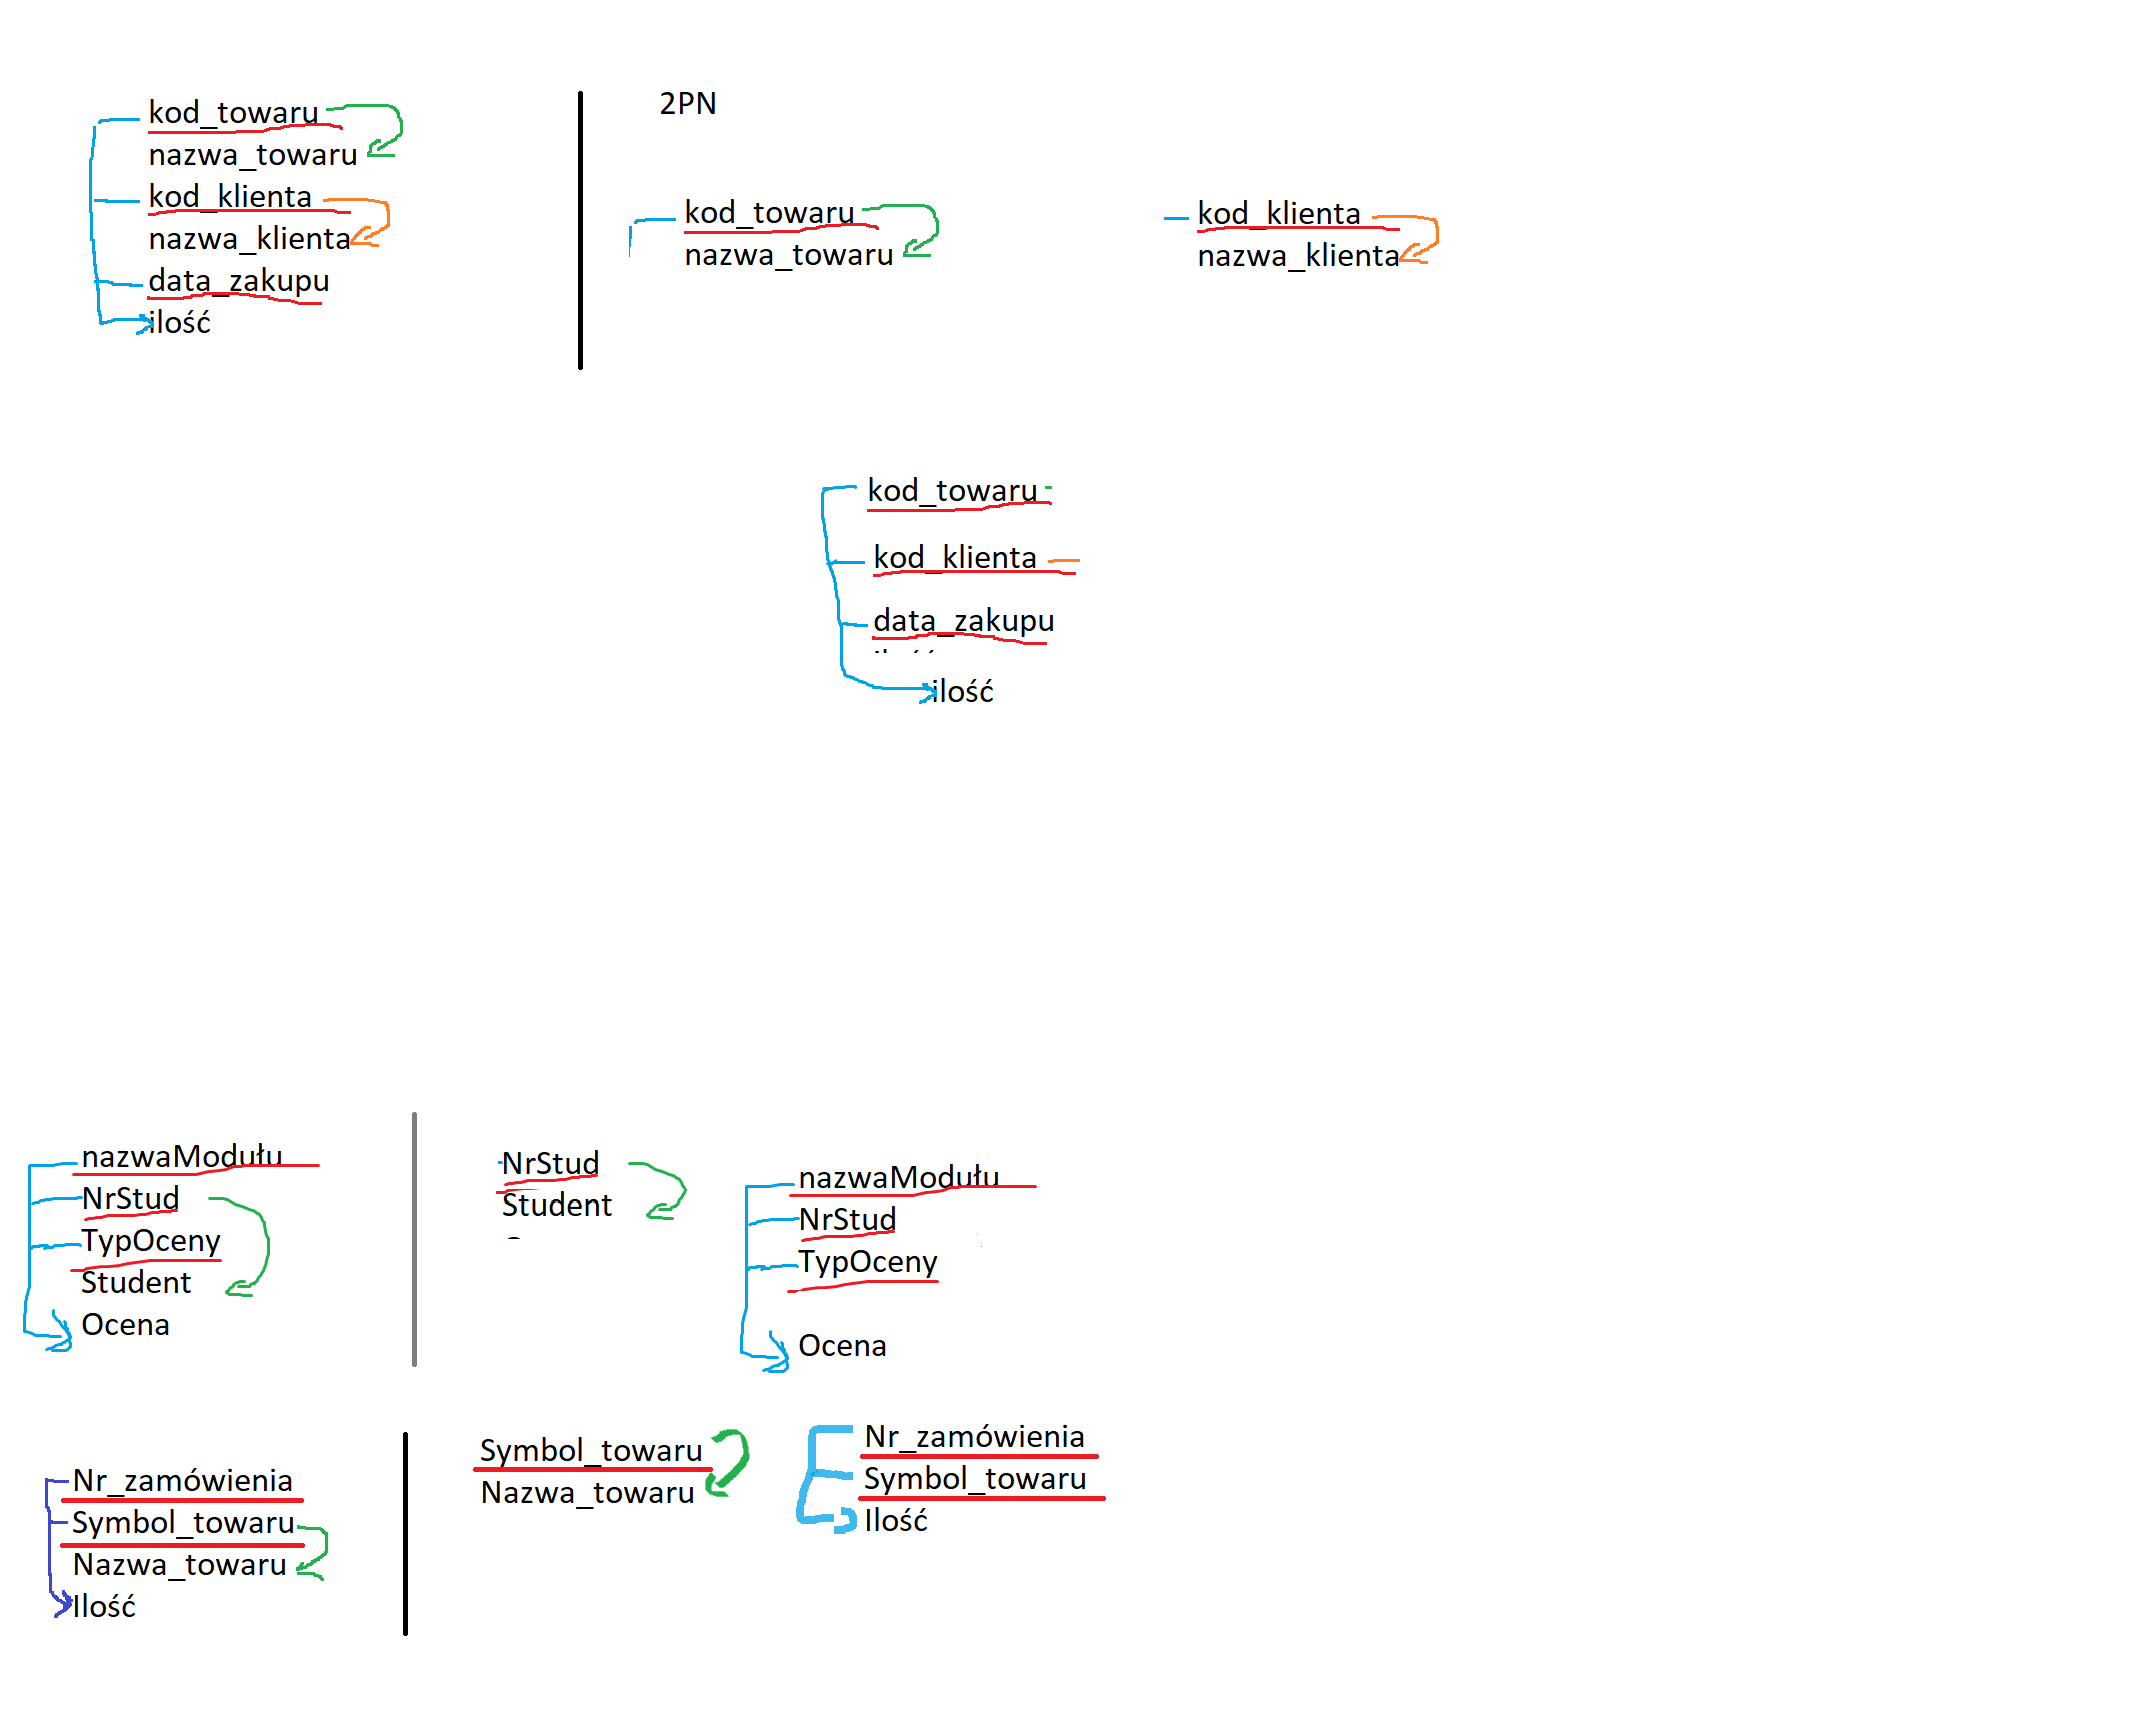 kod_towaru
nazwa_towaru
kod_klienta
nazwa_klienta
data_zakupu
ilość
2PN
kod_towaru
nazwa_towaru
kod_klienta
nazwa_klienta
kod_towaru
kod_klienta
data_zakupu
ilość
nazwaModułu
NrStud
TypOceny
Student
Ocena
NrStud
Student
nazwaModułu
NrStud
TypOceny
Ocena
Nr_zamówienia
Symbol_towaru
Nazwa_towaru
Ilość
Symbol_towaru
Nazwa_towaru
Nr_zamówienia
Symbol_towaru
Ilość